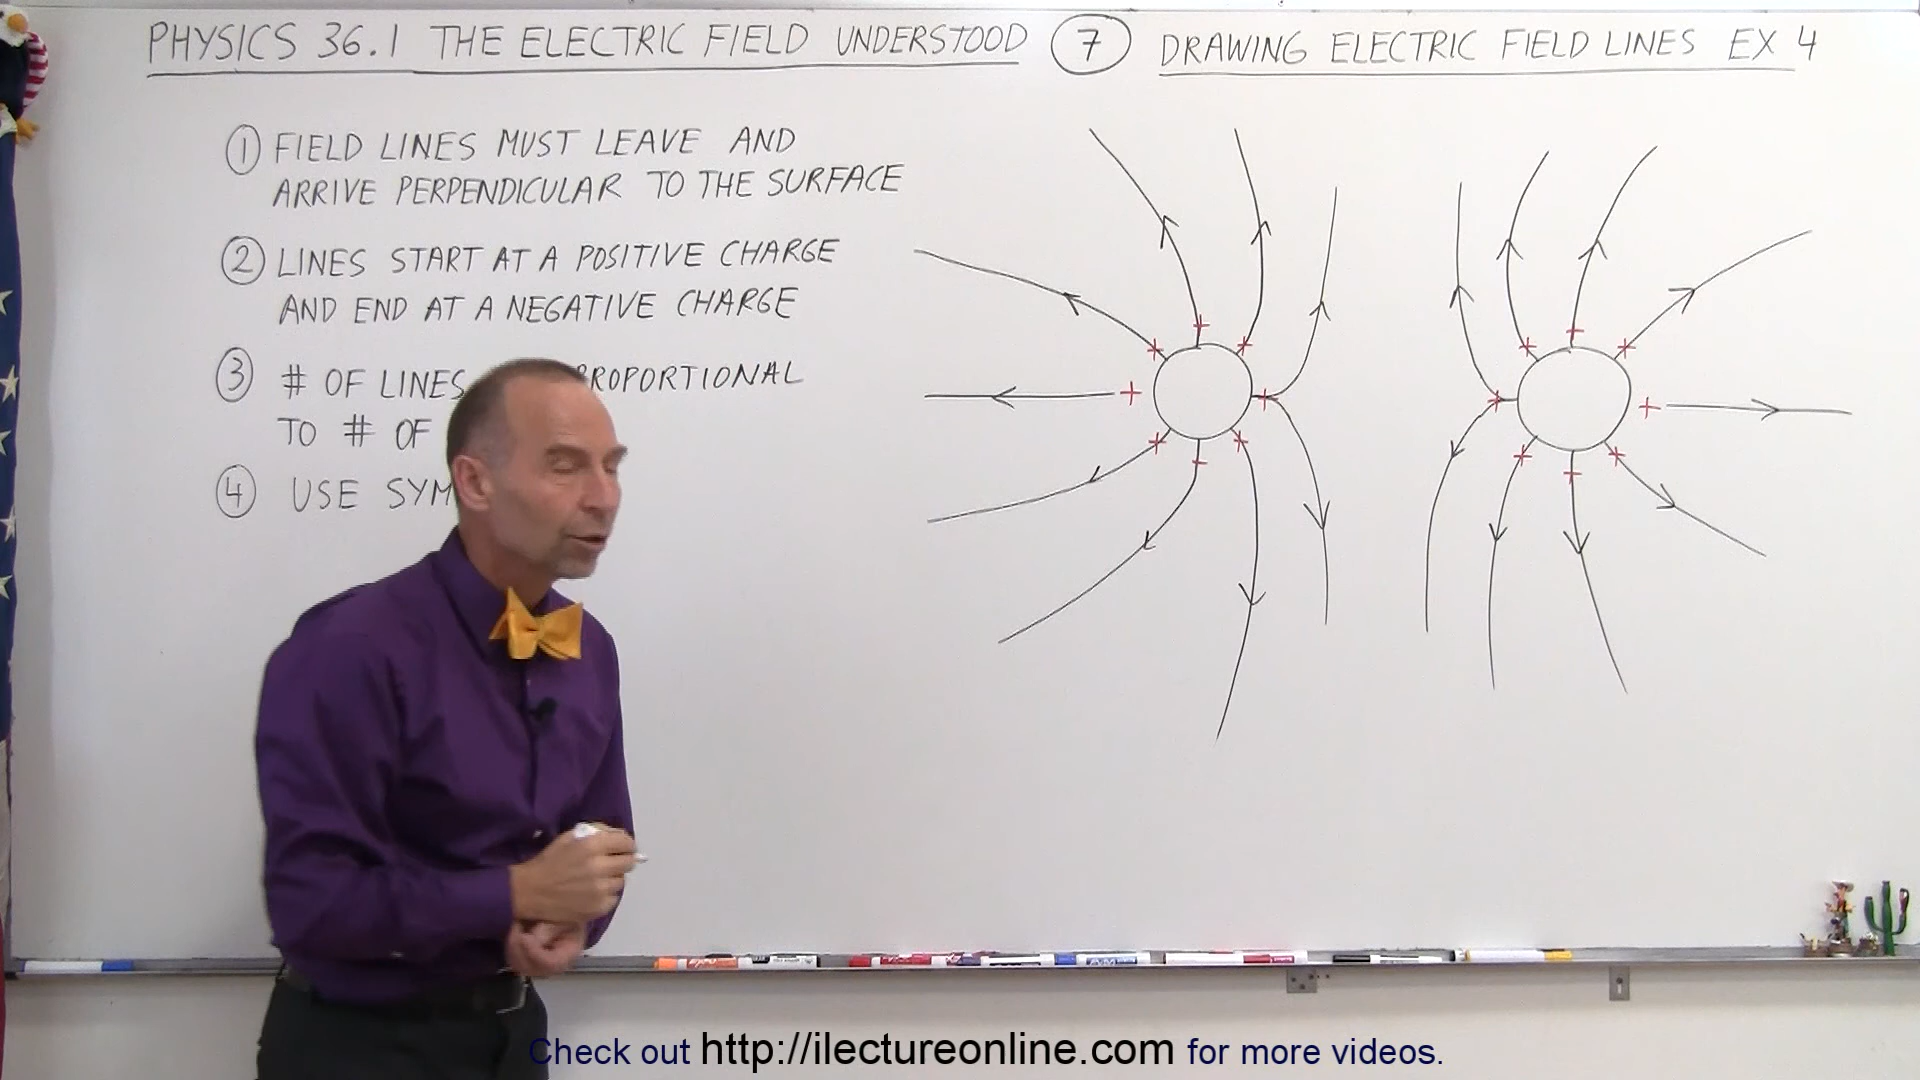 PHYSICS 36.1 THE ELECTRIC FIELD UNDERSTOOD 7 DRAWING ELECTRIC FIELD LINES EX 4
1 FIELD LINES MUST LEAVE AND
ARRIVE PERPENDICULAR TO THE SURFACE
2 LINES START AT A POSITIVE CHARGE
AND END AT A NEGATIVE CHARGE
3 # OF LINES PROPORTIONAL
TO # OF
4 USE SYM
Check out http://ilectureonline.com for more videos.